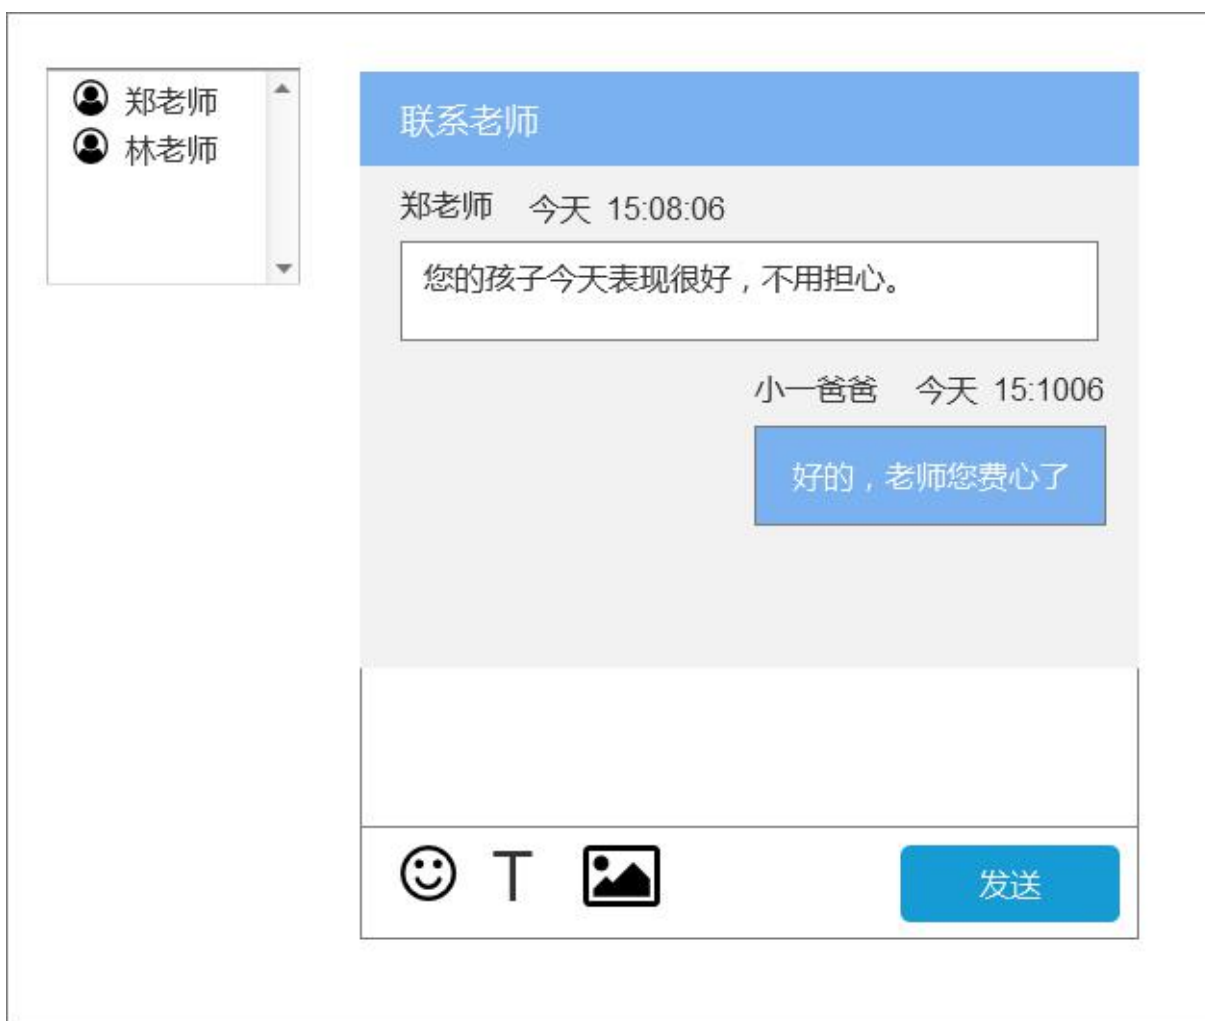 郑老师
林老师
联系老师
郑老师 今天 15:08:06
您的孩子今天表现很好，不用担心。
小一爸爸 今天 15:1006
好的，老师您费心了
T
发送